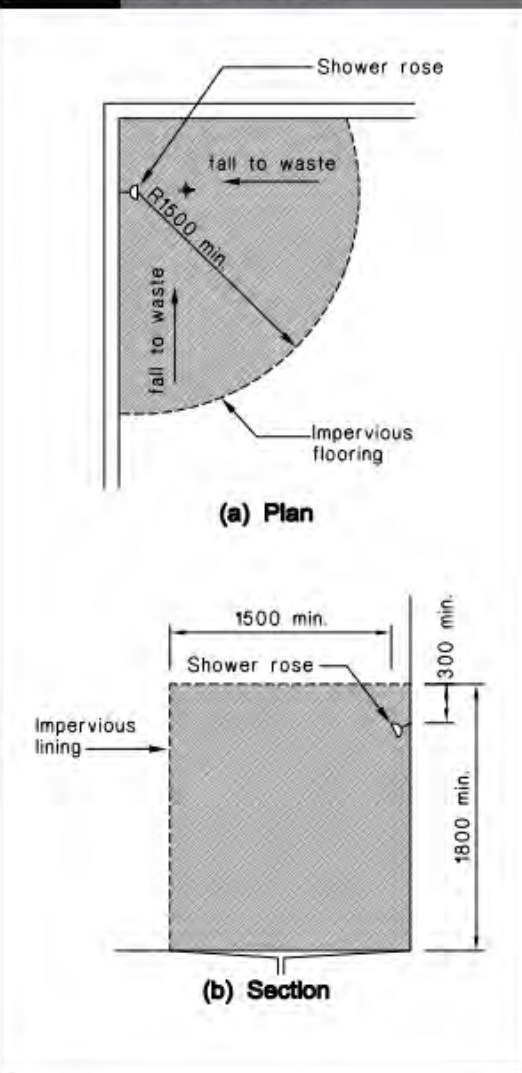 Shower rose
fall to waste
R1500 min.
fall to waste
Impervious
flooring
(a) Plan
1500 min.
300 min.
Shower rose
Impervious
lining
1800 min.
(b) Section